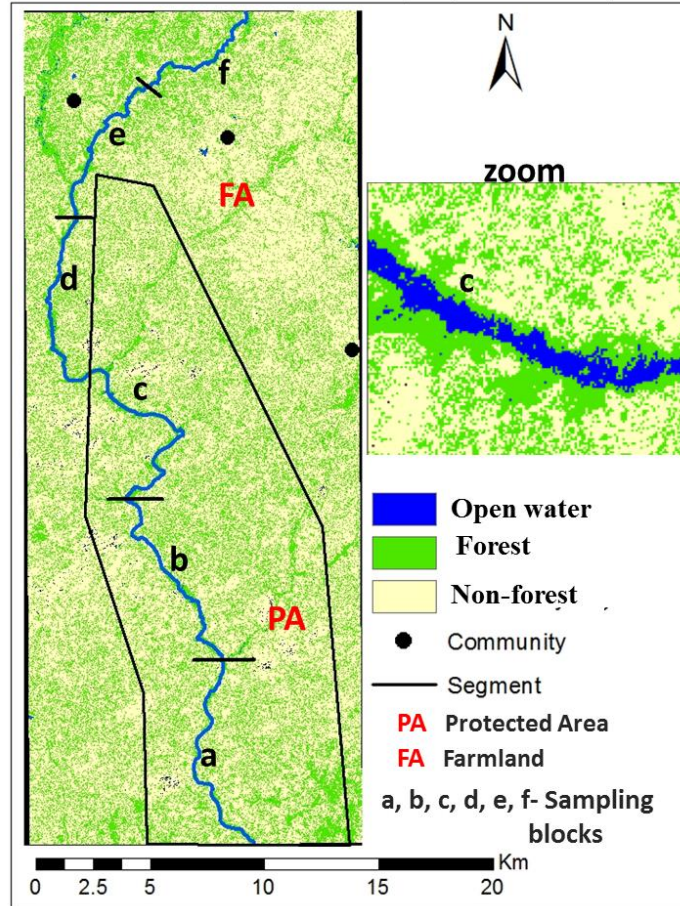 N
f
e
FA
zoom
d
c
c
b
PA
a
Open water
Forest
Non-forest
Community
Segment
PA Protected Area
FA Farmland
a, b, c, d, e, f- Sampling
blocks
Km
0 2.5 5 10 15 20